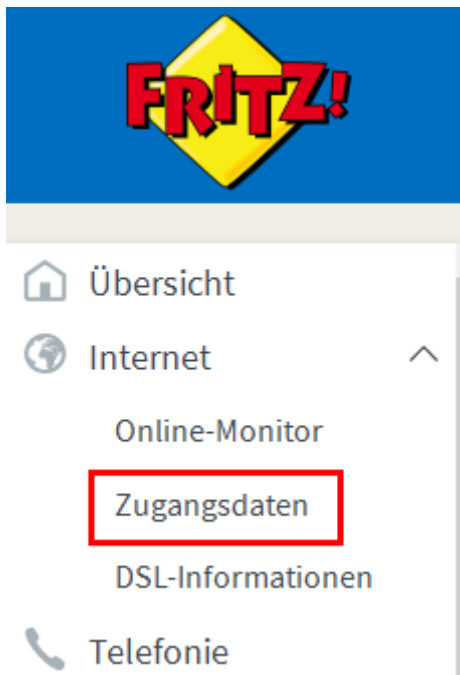 FRITZ!
Übersicht
Internet
Online-Monitor
Zugangsdaten
DSL-Informationen
Telefonie